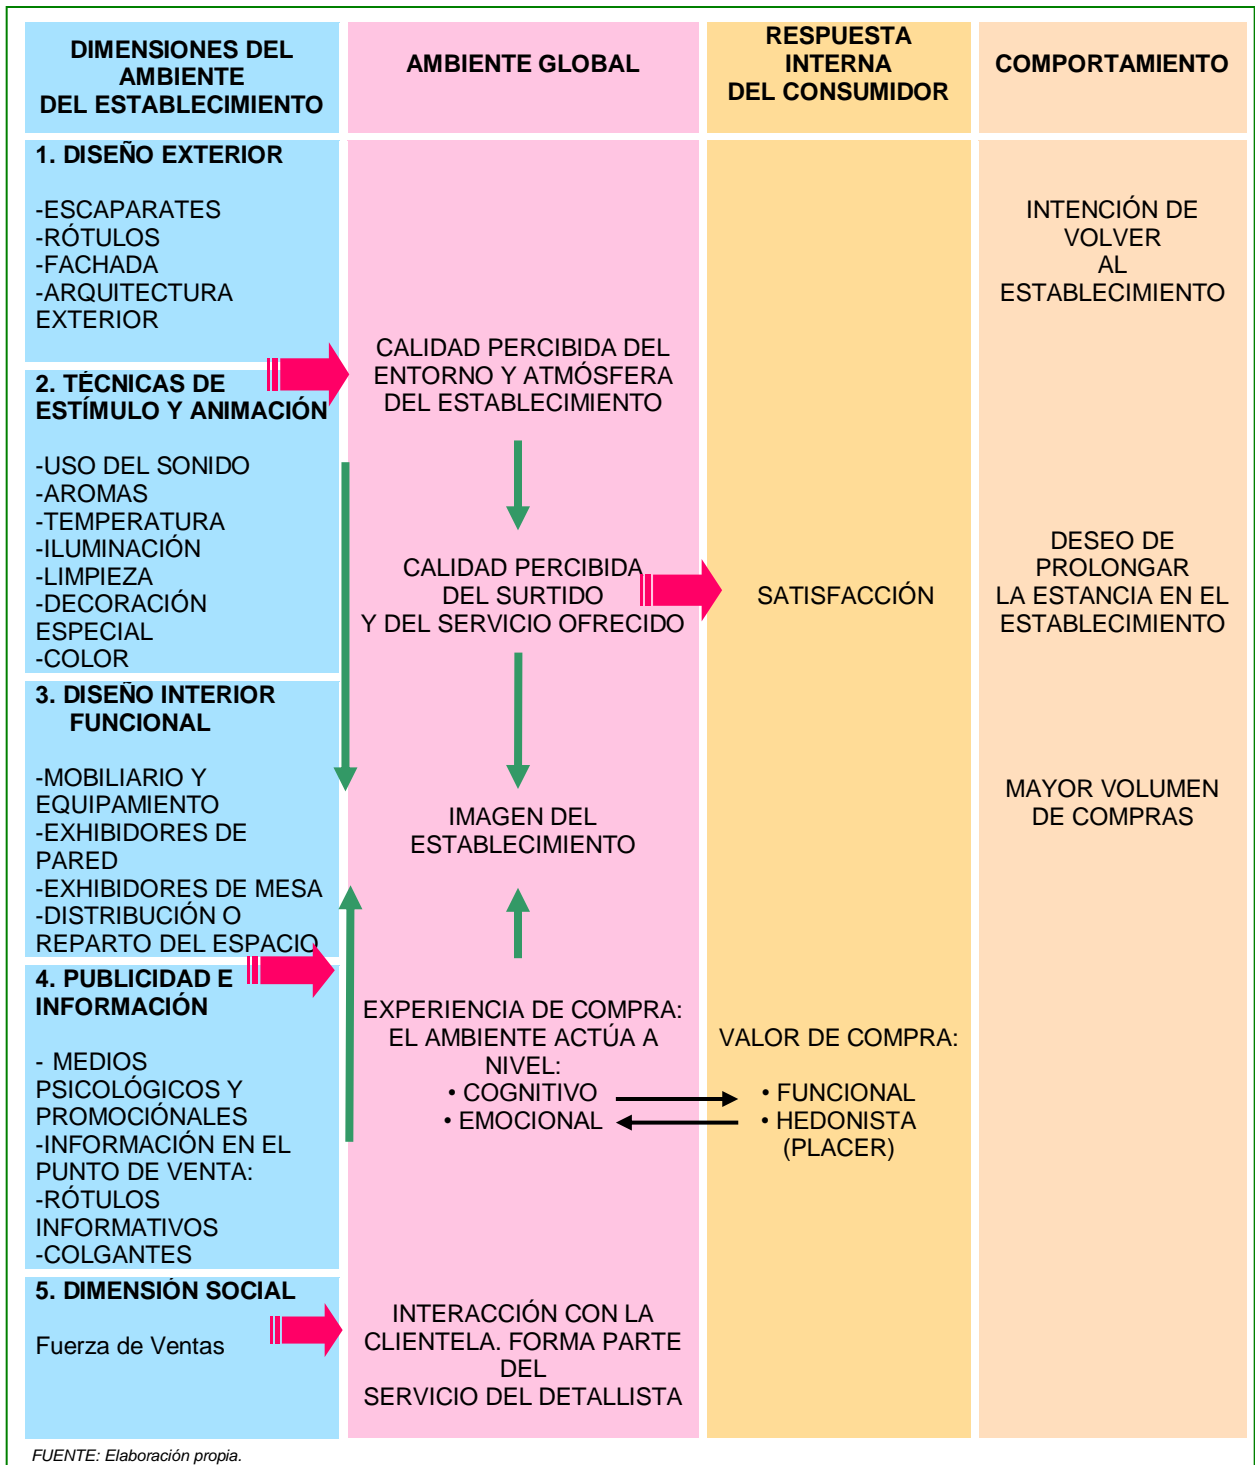 DIMENSIONES DEL
AMBIENTE
DEL ESTABLECIMIENTO
AMBIENTE GLOBAL
RESPUESTA
INTERNA
DEL CONSUMIDOR
COMPORTAMIENTO
1. DISEÑO EXTERIOR
-ESCAPARATES
-RÓTULOS
-FACHADA
-ARQUITECTURA
EXTERIOR
2. TÉCNICAS DE
ESTÍMULO Y ANIMACIÓN
-USO DEL SONIDO
-AROMAS
-TEMPERATURA
-ILUMINACIÓN
-LIMPIEZA
-DECORACIÓN
ESPECIAL
-COLOR
3. DISEÑO INTERIOR
FUNCIONAL
-MOBILIARIO Y
EQUIPAMIENTO
-EXHIBIDORES DE
PARED
-EXHIBIDORES DE MESA
-DISTRIBUCIÓN O
REPARTO DEL ESPACIO
4. PUBLICIDAD E
INFORMACIÓN
- MEDIOS
PSICOLÓGICOS Y
PROMOCIÓNALES
-INFORMACIÓN EN EL
PUNTO DE VENTA:
-RÓTULOS
INFORMATIVOS
-COLGANTES
5. DIMENSIÓN SOCIAL
Fuerza de Ventas
CALIDAD PERCIBIDA DEL
ENTORNO Y ATMÓSFERA
DEL ESTABLECIMIENTO
CALIDAD PERCIBIDA
DEL SURTIDO
Y DEL SERVICIO OFRECIDO
IMAGEN DEL
ESTABLECIMIENTO
EXPERIENCIA DE COMPRA:
EL AMBIENTE ACTÚA A
NIVEL:
• COGNITIVO
• EMOCIONAL
INTERACCIÓN CON LA
CLIENTELA. FORMA PARTE
DEL
SERVICIO DEL DETALLISTA
SATISFACCIÓN
VALOR DE COMPRA:
• FUNCIONAL
• HEDONISTA
(PLACER)
INTENCIÓN DE
VOLVER
AL
ESTABLECIMIENTO
DESEO DE
PROLONGAR
LA ESTANCIA EN EL
ESTABLECIMIENTO
MAYOR VOLUMEN
DE COMPRAS
FUENTE: Elaboración propia.